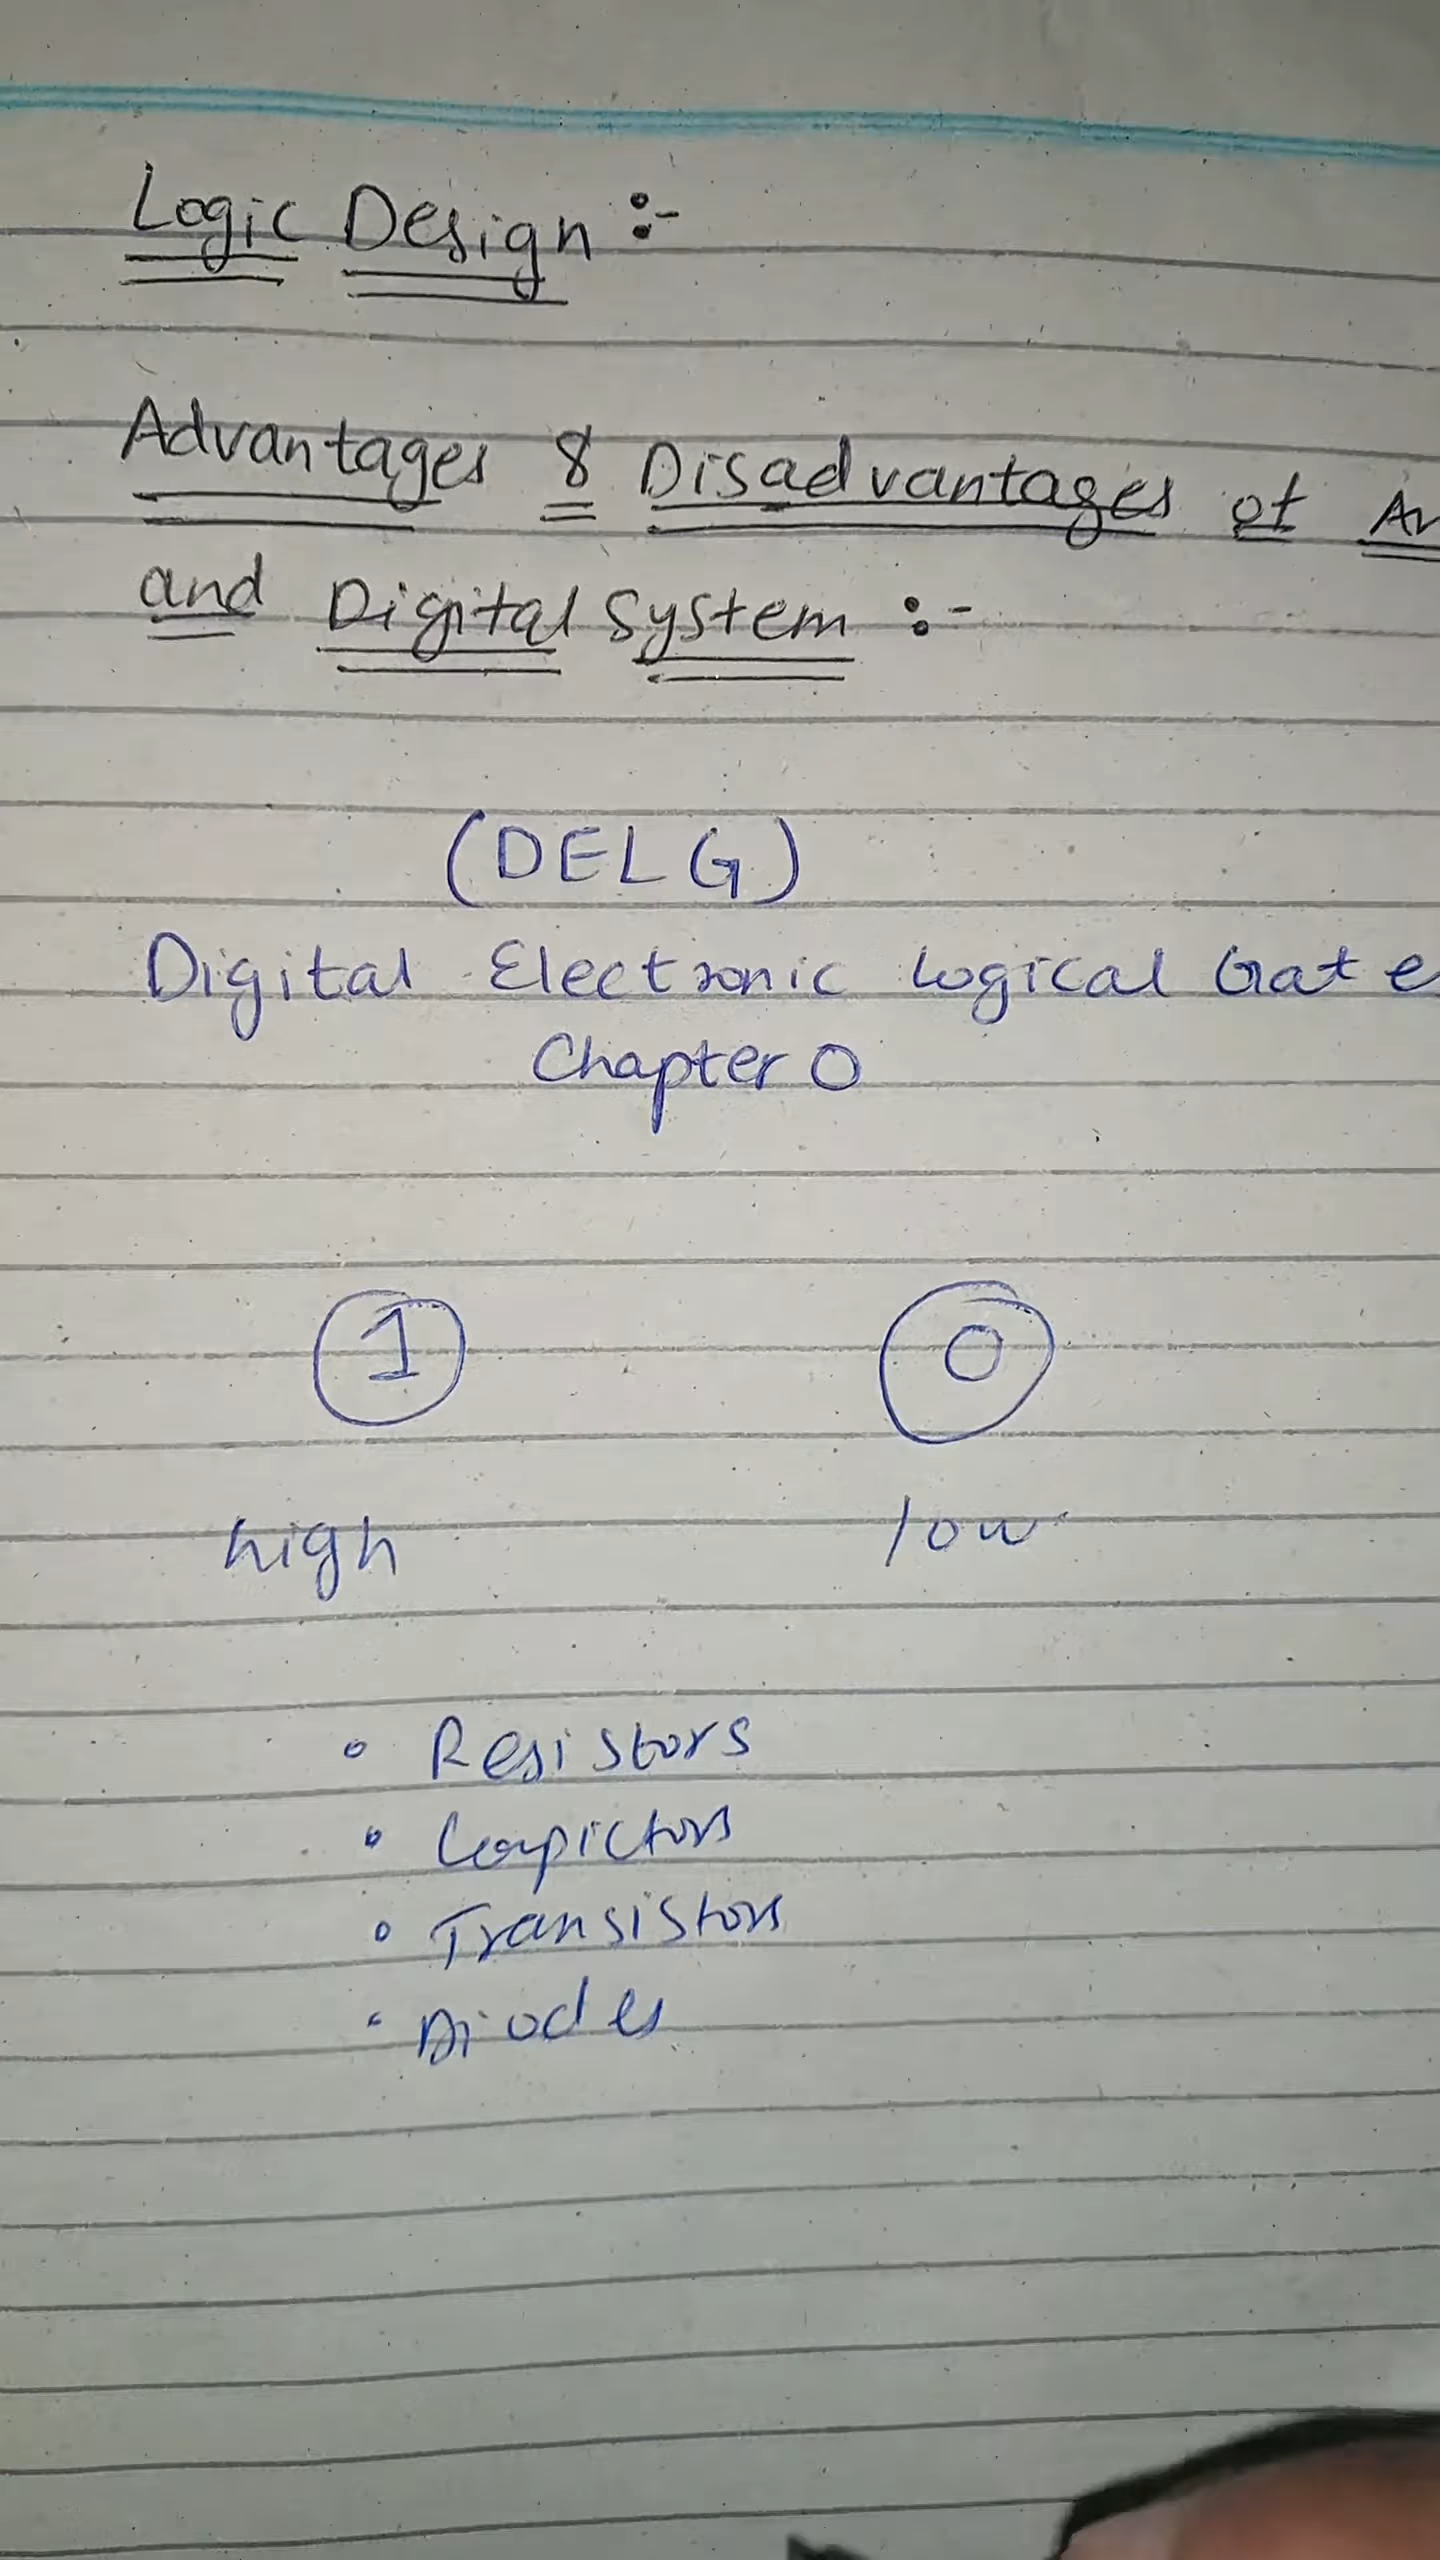 Logic Design :-
Advantages & Disadvantages of An
and Digital System :-
(DELG)
Digital Electronic Logical Gate
Chapter 0
1 0
high low
• Resistors
• Capictors
• Transistors
• Diodes